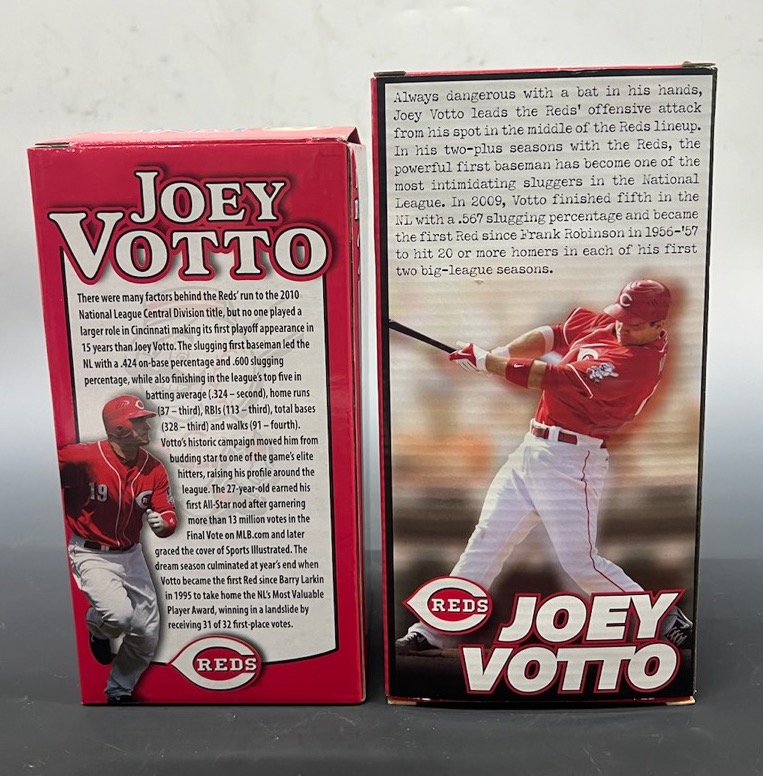 JOEY
VOTTO
There were many factors behind the Reds' run to the 2010
National League Central Division title, but no one played a
larger role in Cincinnati making its first playoff appearance in
15 years than Joey Votto. The slugging first baseman led the
NL with a .424 on-base percentage and .600 slugging
percentage, while also finishing in the league's top five in
batting average (.324 – second), home runs
(37 – third), RBIs (113 – third), total bases
(328 – third) and walks (91 – fourth).
Votto's historic campaign moved him from
budding star to one of the game's elite
hitters, raising his profile around the
league. The 27-year-old earned his
first All-Star nod after garnering
more than 13 million votes in the
Final Vote on MLB.com and later
graced the cover of Sports Illustrated. The
dream season culminated at year's end when
Votto became the first Red since Barry Larkin
in 1995 to take home the NL's Most Valuable
Player Award, winning in a landslide by
receiving 31 of 32 first-place votes.
19
REDS
Always dangerous with a bat in his hands,
Joey Votto leads the Reds' offensive attack
from his spot in the middle of the Reds lineup.
In his two-plus seasons with the Reds, the
powerful first baseman has become one of the
most intimidating sluggers in the National
League. In 2009, Votto finished fifth in the
NL with a .567 slugging percentage and became
the first Red since Frank Robinson in 1956-'57
to hit 20 or more homers in each of his first
two big-league seasons.
REDS
JOEY
VOTTO